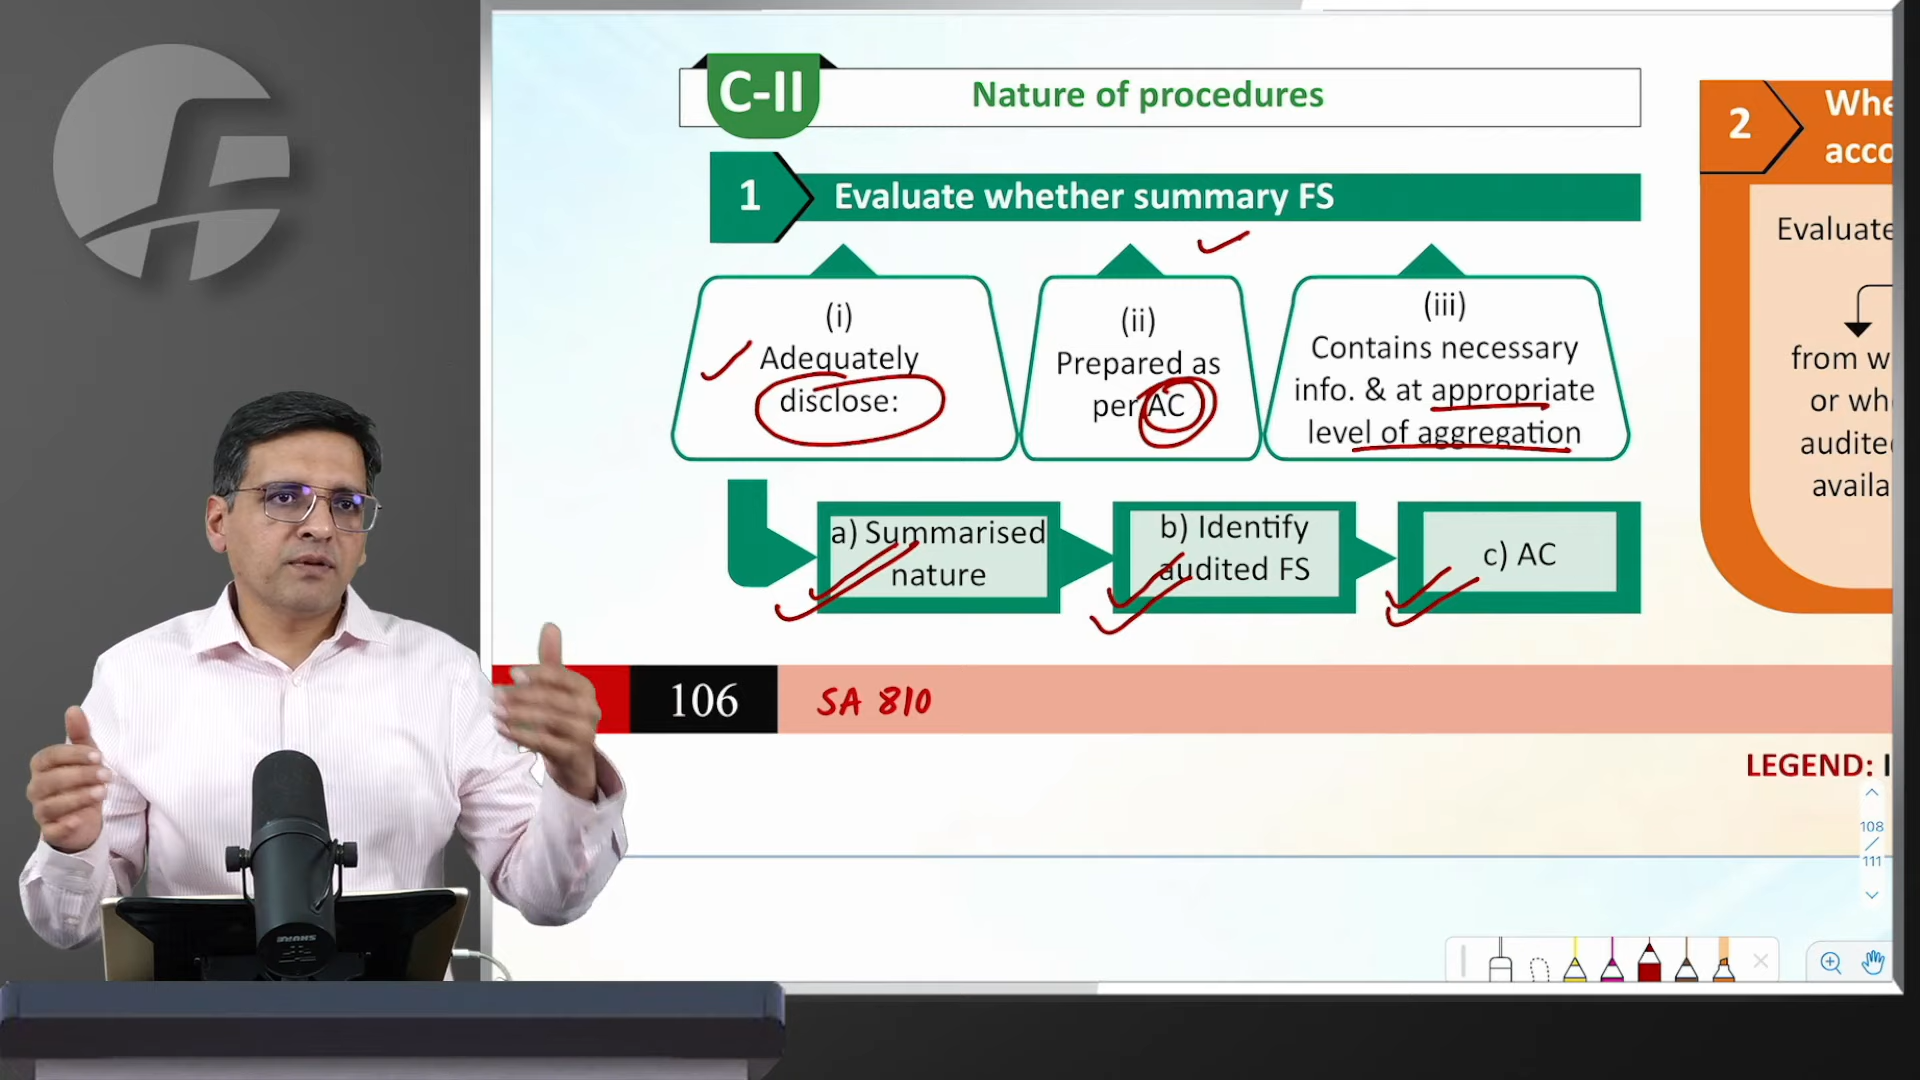 C-II
Nature of procedures
1
Evaluate whether summary FS
(i)
Adequately
disclose:
(ii)
Prepared as
per AC
(iii)
Contains necessary
info. & at appropriate
level of aggregation
a) Summarised
nature
b) Identify
audited FS
c) AC
2
Whe
acco
Evaluate
from w
or wh
audite
availa
106
SA 810
LEGEND: I
108
/
111
SHURE